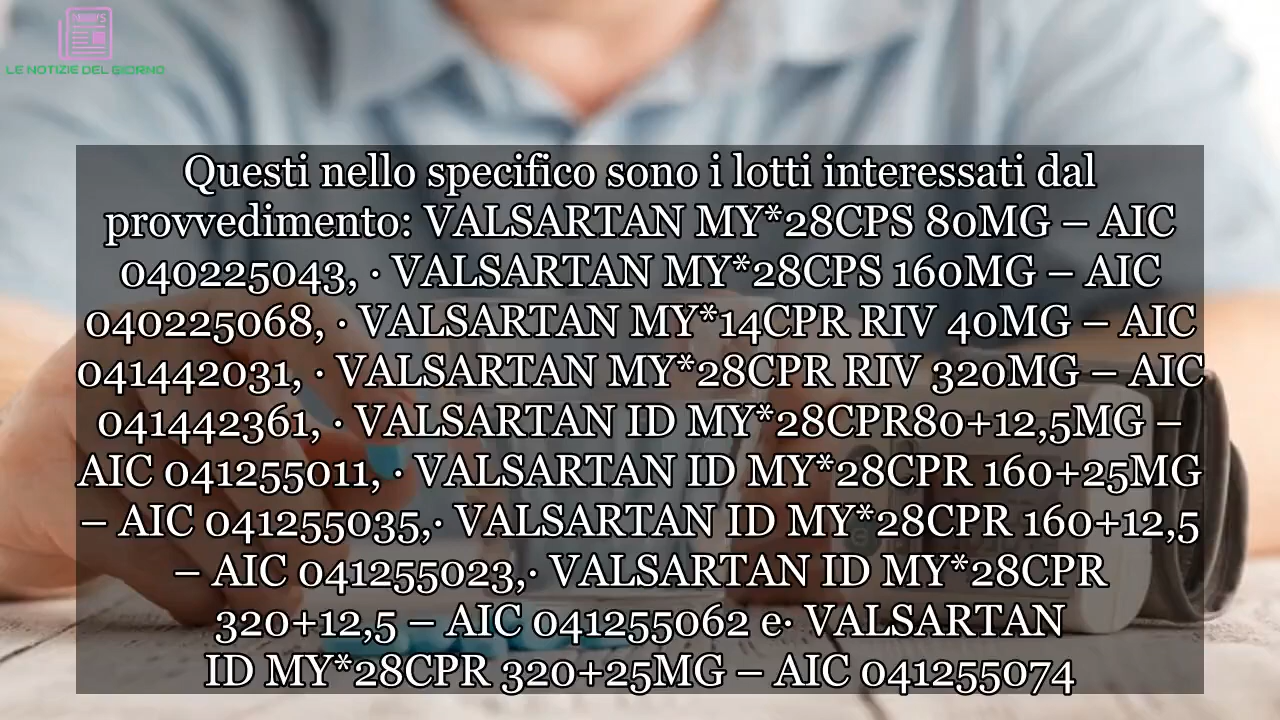 NEWS
LE NOTIZIE DEL GIORNO
Questi nello specifico sono i lotti interessati dal
provvedimento: VALSARTAN MY*28CPS 80MG – AIC
040225043, · VALSARTAN MY*28CPS 160MG – AIC
040225068, · VALSARTAN MY*14CPR RIV 40MG – AIC
041442031, · VALSARTAN MY*28CPR RIV 320MG – AIC
041442361, · VALSARTAN ID MY*28CPR80+12,5MG –
AIC 041255011, · VALSARTAN ID MY*28CPR 160+25MG
– AIC 041255035,· VALSARTAN ID MY*28CPR 160+12,5
– AIC 041255023,· VALSARTAN ID MY*28CPR
320+12,5 – AIC 041255062 e· VALSARTAN
ID MY*28CPR 320+25MG – AIC 041255074